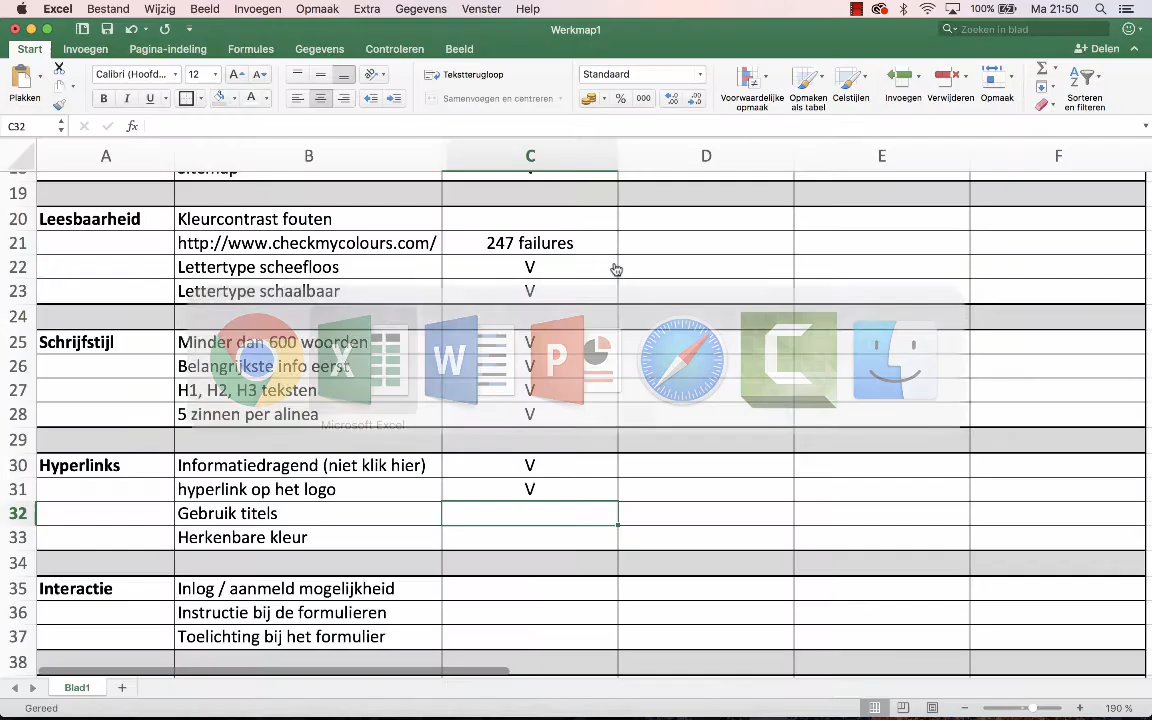 Excel Bestand Wijzig Beeld Invoegen Opmaak Extra Gegevens Venster Help 100% Ma 21:50
Werkmap1
Zoeken in blad
Start Invoegen Pagina-indeling Formules Gegevens Controleren Beeld Delen
Plakken
Calibri (Hoofd... 12
B I U
Tekstterugloop
Samenvoegen en centreren
Standaard
% 000
Voorwaardelijke opmaak
Opmaken als tabel
Celstijlen
Invoegen Verwijderen Opmaak
Sorteren en filteren
C32 fx
A B C D E F
Sitemap
19
20 Leesbaarheid Kleurcontrast fouten
21 http://www.checkmycolours.com/ 247 failures
22 Lettertype scheefloos V
23 Lettertype schaalbaar V
24
25 Schrijfstijl Minder dan 600 woorden V
26 Belangrijkste info eerst V
27 H1, H2, H3 teksten V
28 5 zinnen per alinea V
Microsoft Excel
29
30 Hyperlinks Informatiedragend (niet klik hier) V
31 hyperlink op het logo V
32 Gebruik titels
33 Herkenbare kleur
34
35 Interactie Inlog / aanmeld mogelijkheid
36 Instructie bij de formulieren
37 Toelichting bij het formulier
38
Blad1
Gereed 190 %